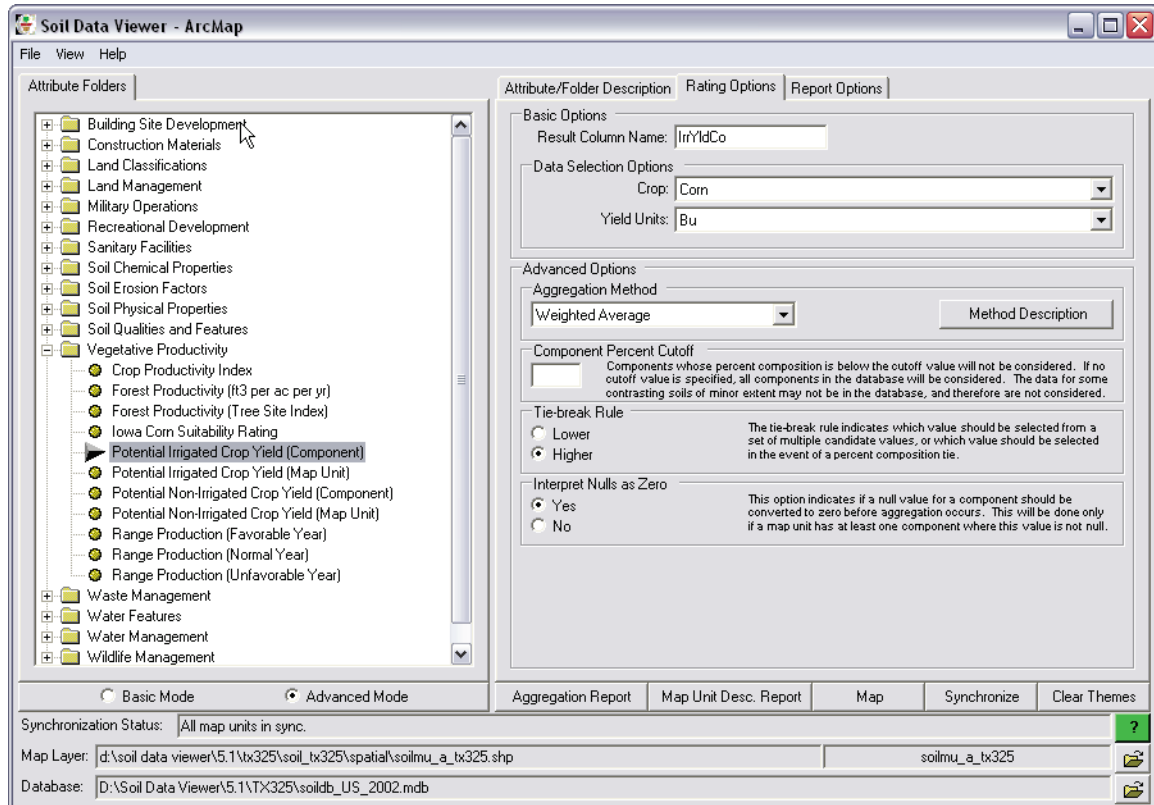 Soil Data Viewer - ArcMap
File View Help
Attribute Folders
Building Site Development
Construction Materials
Land Classifications
Land Management
Military Operations
Recreational Development
Sanitary Facilities
Soil Chemical Properties
Soil Erosion Factors
Soil Physical Properties
Soil Qualities and Features
Vegetative Productivity
Crop Productivity Index
Forest Productivity (ft3 per ac per yr)
Forest Productivity (Tree Site Index)
Iowa Corn Suitability Rating
Potential Irrigated Crop Yield (Component)
Potential Irrigated Crop Yield (Map Unit)
Potential Non-Irrigated Crop Yield (Component)
Potential Non-Irrigated Crop Yield (Map Unit)
Range Production (Favorable Year)
Range Production (Normal Year)
Range Production (Unfavorable Year)
Waste Management
Water Features
Water Management
Wildlife Management
Basic Mode Advanced Mode
Attribute/Folder Description Rating Options Report Options
Basic Options
Result Column Name: IrrYldCo
Data Selection Options
Crop: Corn
Yield Units: Bu
Advanced Options
Aggregation Method
Weighted Average Method Description
Component Percent Cutoff
Components whose percent composition is below the cutoff value will not be considered. If no
cutoff value is specified, all components in the database will be considered. The data for some
contrasting soils of minor extent may not be in the database, and therefore are not considered.
Tie-break Rule
Lower
Higher
The tie-break rule indicates which value should be selected from a
set of multiple candidate values, or which value should be selected
in the event of a percent composition tie.
Interpret Nulls as Zero
Yes
No
This option indicates if a null value for a component should be
converted to zero before aggregation occurs. This will be done only
if a map unit has at least one component where this value is not null.
Aggregation Report Map Unit Desc. Report Map Synchronize Clear Themes
Synchronization Status: All map units in sync. ?
Map Layer: d:\soil data viewer\5.1\tx325\soil_tx325\spatial\soilmu_a_tx325.shp soilmu_a_tx325
Database: D:\Soil Data Viewer\5.1\TX325\soildb_US_2002.mdb